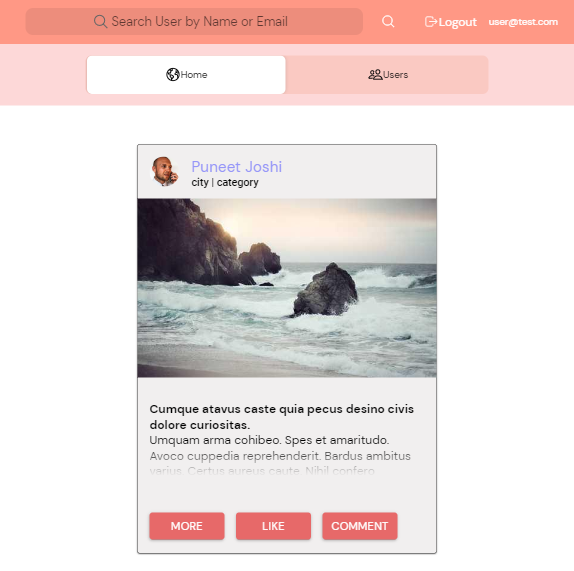 Search User by Name or Email
Logout
user@test.com
Home
Users
Puneet Joshi
city | category
Cumque atavus caste quia pecus desino civis
dolore curiositas.
Umquam arma cohibeo. Spes et amaritudo.
Avoco cuppedia reprehenderit. Bardus ambitus
varius. Certus aureus caute. Nihil confero
MORE
LIKE
COMMENT